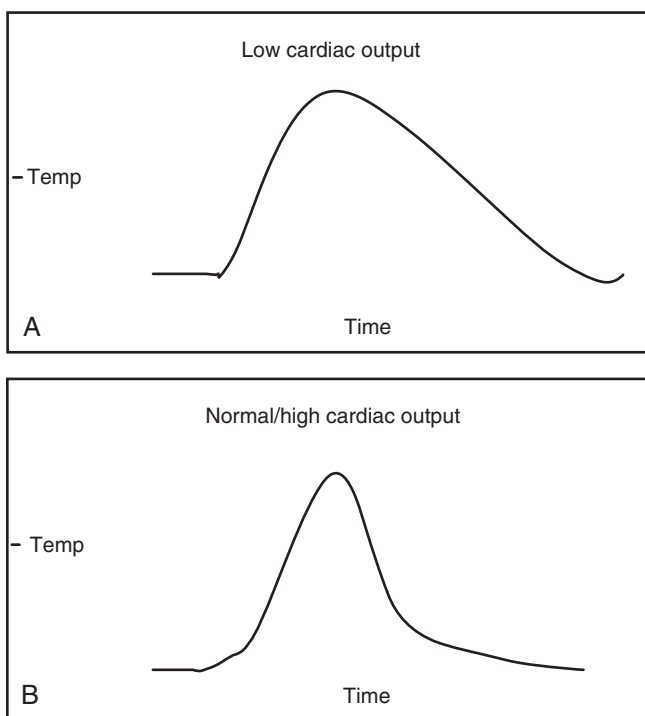 Low cardiac output
– Temp
A
Time
Normal/high cardiac output
– Temp
B
Time